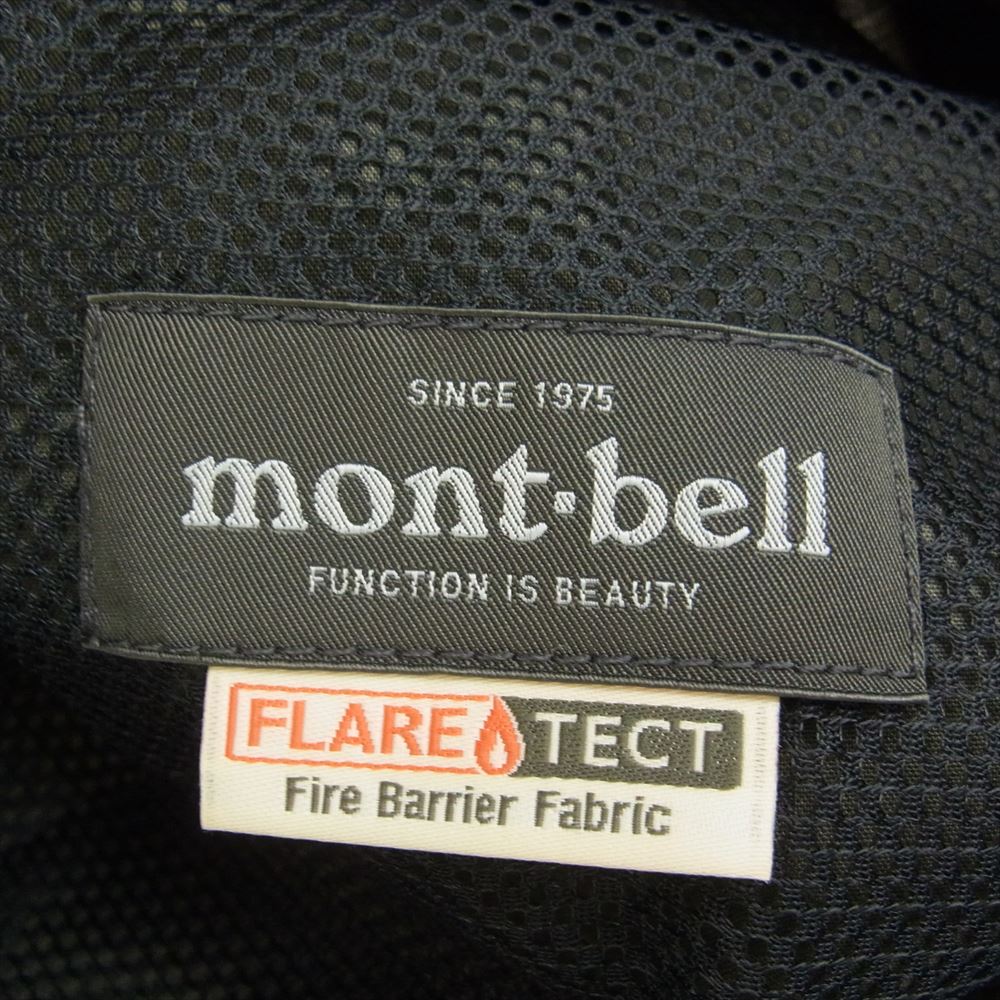 SINCE 1975
mont·bell
FUNCTION IS BEAUTY
FLARE TECT
Fire Barrier Fabric